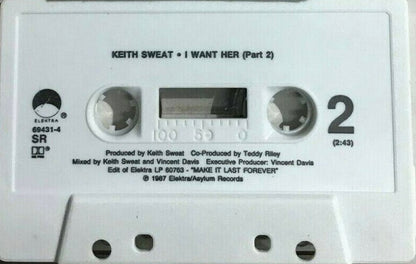 KEITH SWEAT • I WANT HER (Part 2)
ELEKTRA ®
69431-4
SR
2
(2:43)
100 50 0
Produced by Keith Sweat Co-Produced by Teddy Riley
Mixed by Keith Sweat and Vincent Davis Executive Producer: Vincent Davis
Edit of Elektra LP 60763 - "MAKE IT LAST FOREVER"
℗ 1987 Elektra/Asylum Records